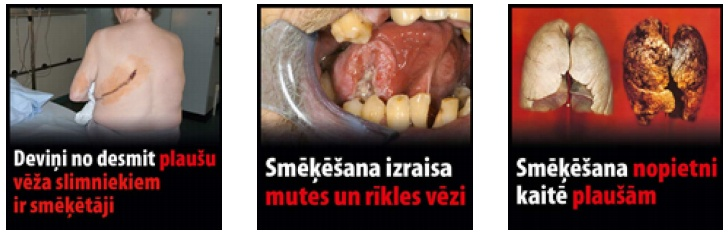 Deviņi no desmit plaušu
vēža slimniekiem
ir smēķētāji
Smēķēšana izraisa
mutes un rīkles vēzi
Smēķēšana nopietni
kaitē plaušām